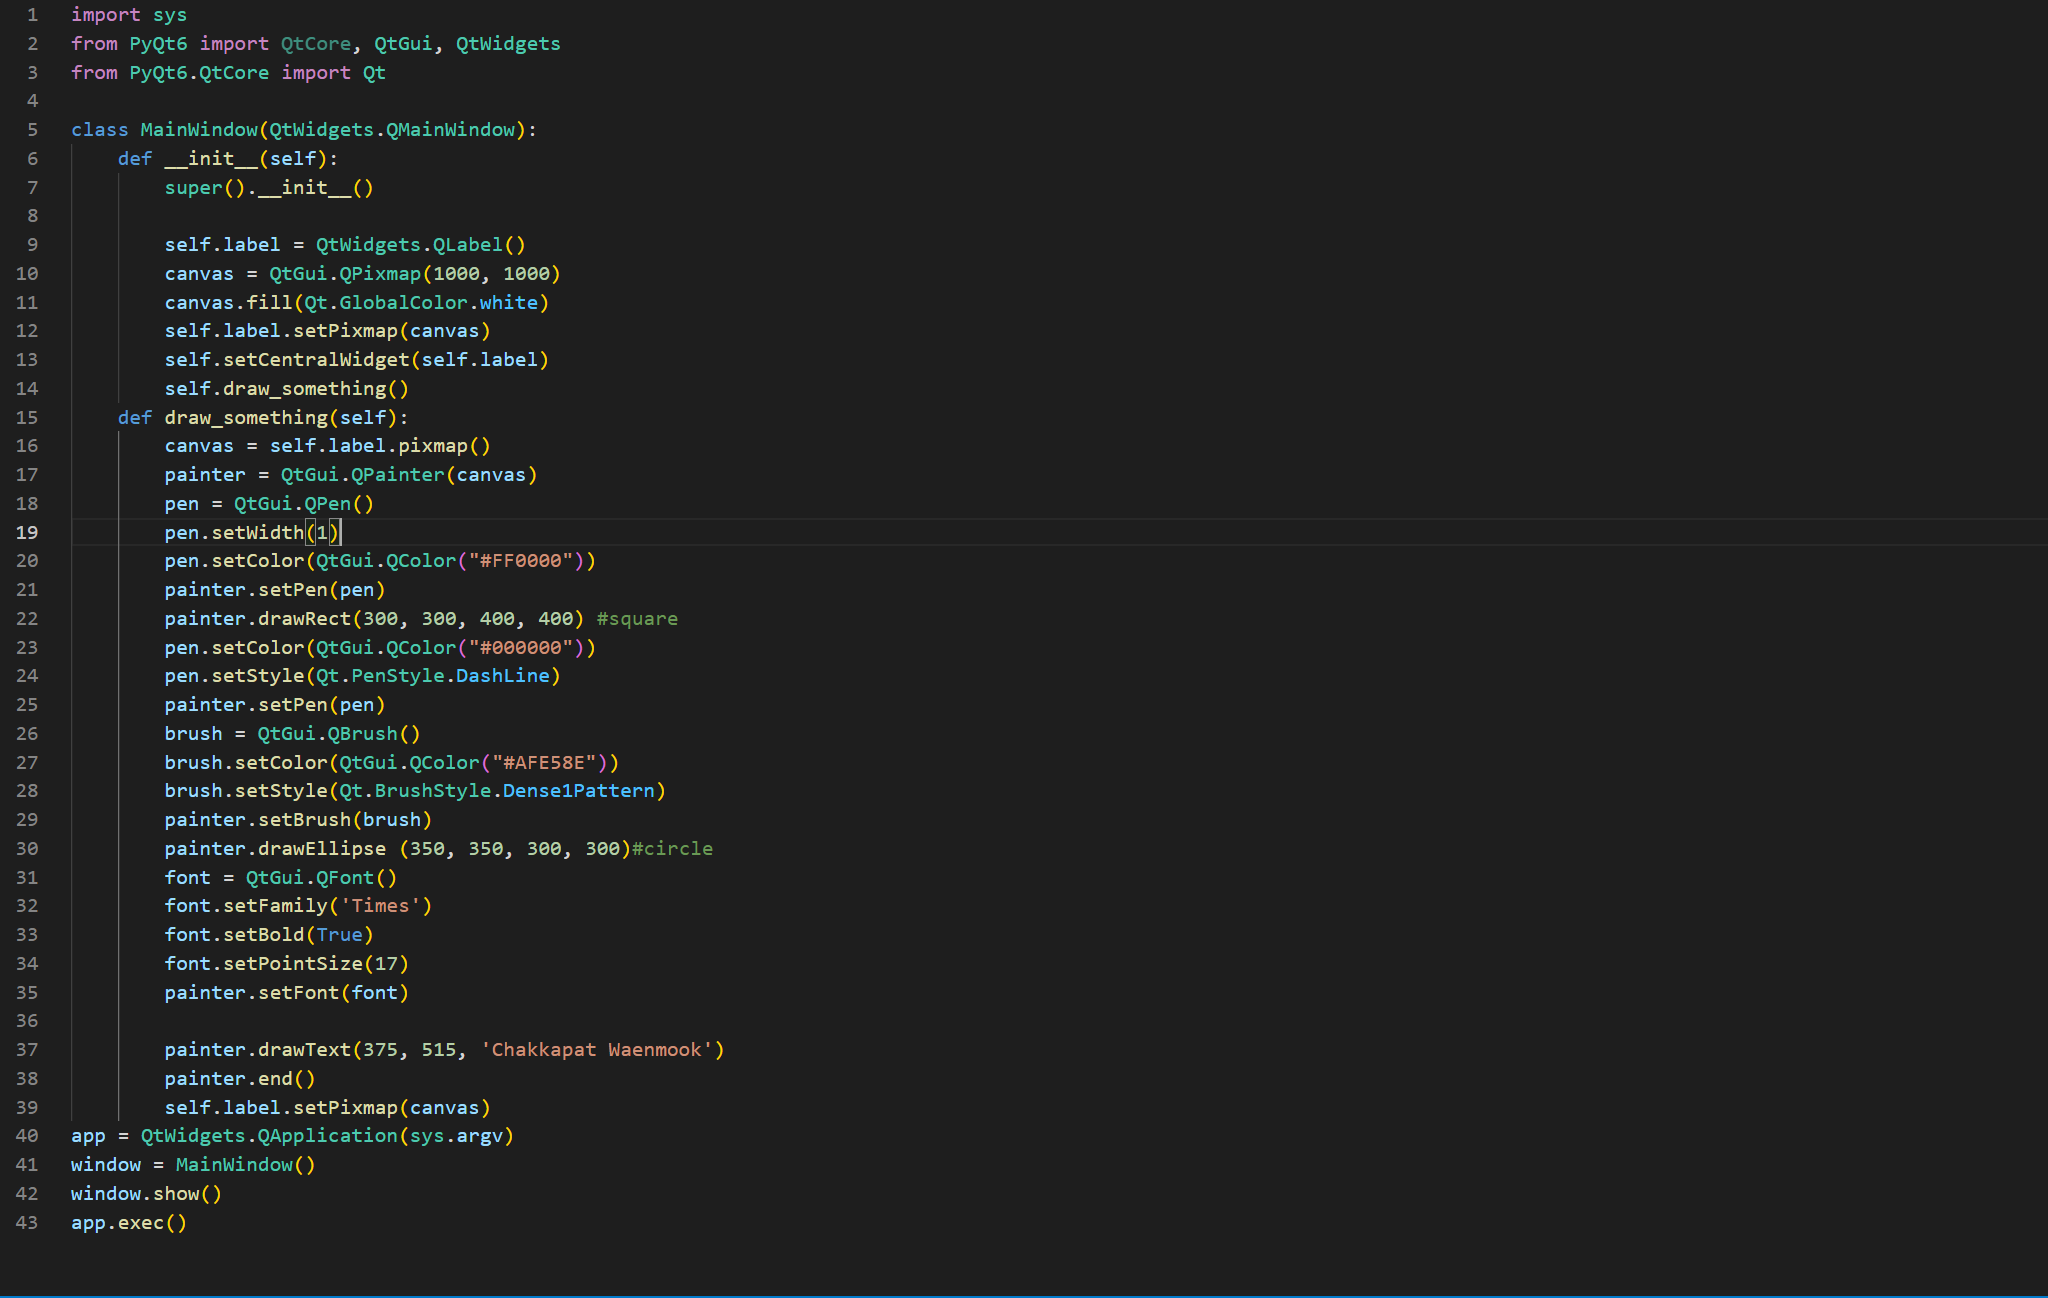 1 import sys
2 from PyQt6 import QtCore, QtGui, QtWidgets
3 from PyQt6.QtCore import Qt
4
5 class MainWindow(QtWidgets.QMainWindow):
6     def __init__(self):
7         super().__init__()
8
9         self.label = QtWidgets.QLabel()
10         canvas = QtGui.QPixmap(1000, 1000)
11         canvas.fill(Qt.GlobalColor.white)
12         self.label.setPixmap(canvas)
13         self.setCentralWidget(self.label)
14         self.draw_something()
15     def draw_something(self):
16         canvas = self.label.pixmap()
17         painter = QtGui.QPainter(canvas)
18         pen = QtGui.QPen()
19         pen.setWidth(1)
20         pen.setColor(QtGui.QColor("#FF0000"))
21         painter.setPen(pen)
22         painter.drawRect(300, 300, 400, 400) #square
23         pen.setColor(QtGui.QColor("#000000"))
24         pen.setStyle(Qt.PenStyle.DashLine)
25         painter.setPen(pen)
26         brush = QtGui.QBrush()
27         brush.setColor(QtGui.QColor("#AFE58E"))
28         brush.setStyle(Qt.BrushStyle.Dense1Pattern)
29         painter.setBrush(brush)
30         painter.drawEllipse (350, 350, 300, 300)#circle
31         font = QtGui.QFont()
32         font.setFamily('Times')
33         font.setBold(True)
34         font.setPointSize(17)
35         painter.setFont(font)
36
37         painter.drawText(375, 515, 'Chakkapat Waenmook')
38         painter.end()
39         self.label.setPixmap(canvas)
40 app = QtWidgets.QApplication(sys.argv)
41 window = MainWindow()
42 window.show()
43 app.exec()